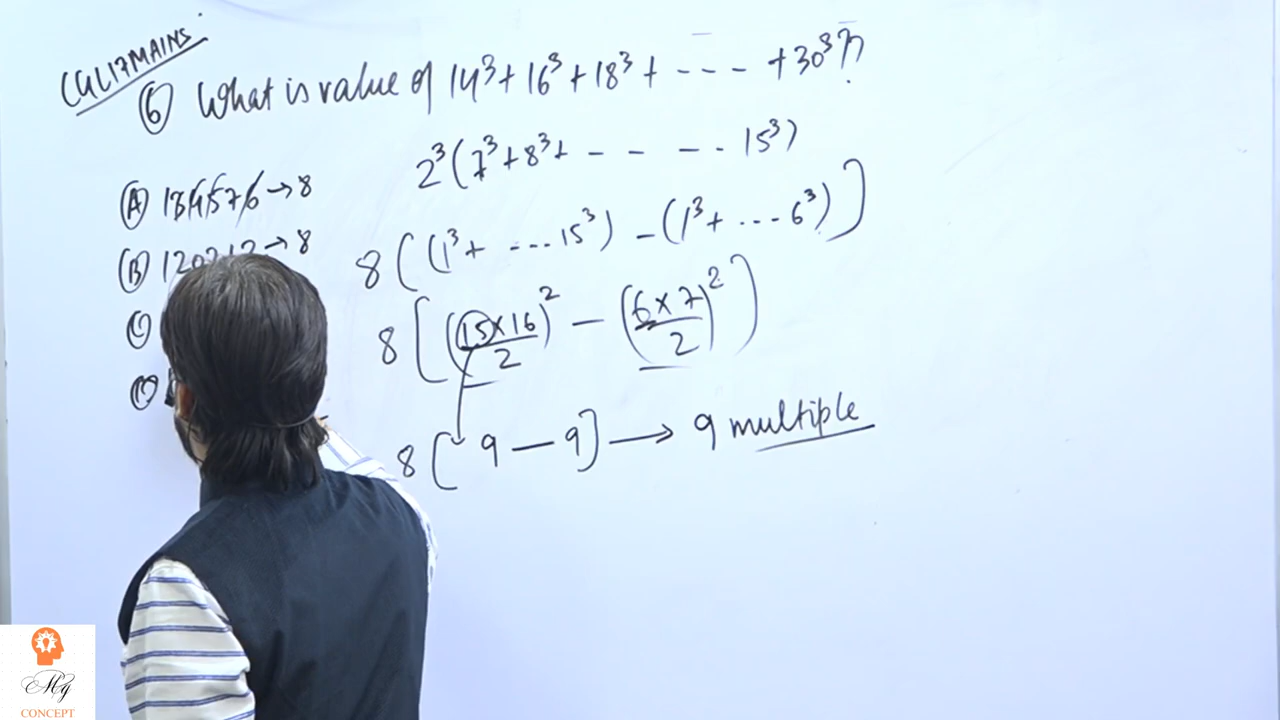 CGL17MAINS
⑥ What is value of 14³+16³+18³+ --- +30³ ?
2³(7³+8³+ -- -- 15³)
8((1³+ ---15³) -(1³+ ---6³)]
8[(15×16/2)² - (6×7/2)²)
8[ 9 — 9] → 9 multiple
Ⓐ →8
Ⓑ →8
Ⓒ
Ⓓ
Mg
CONCEPT